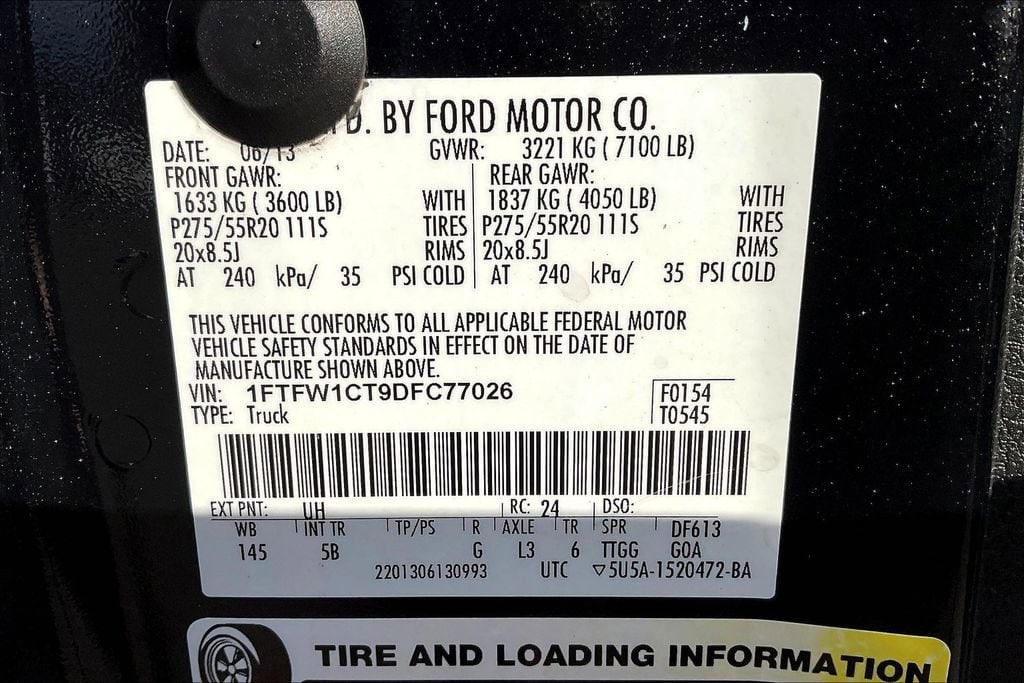 BY FORD MOTOR CO.
DATE: 06/13 GVWR: 3221 KG ( 7100 LB)
FRONT GAWR: REAR GAWR:
1633 KG ( 3600 LB) WITH 1837 KG ( 4050 LB) WITH
P275/55R20 111S TIRES P275/55R20 111S TIRES
20x8.5J RIMS 20x8.5J RIMS
AT 240 kPa/ 35 PSI COLD AT 240 kPa/ 35 PSI COLD
THIS VEHICLE CONFORMS TO ALL APPLICABLE FEDERAL MOTOR
VEHICLE SAFETY STANDARDS IN EFFECT ON THE DATE OF
MANUFACTURE SHOWN ABOVE.
VIN: 1FTFW1CT9DFC77026 F0154
TYPE: Truck T0545
EXT PNT: UH RC: 24 DSO:
WB INT TR TP/PS R AXLE TR SPR DF613
145 5B G L3 6 TTGG GOA
2201306130993 UTC ▽5U5A-1520472-BA
TIRE AND LOADING INFORMATION